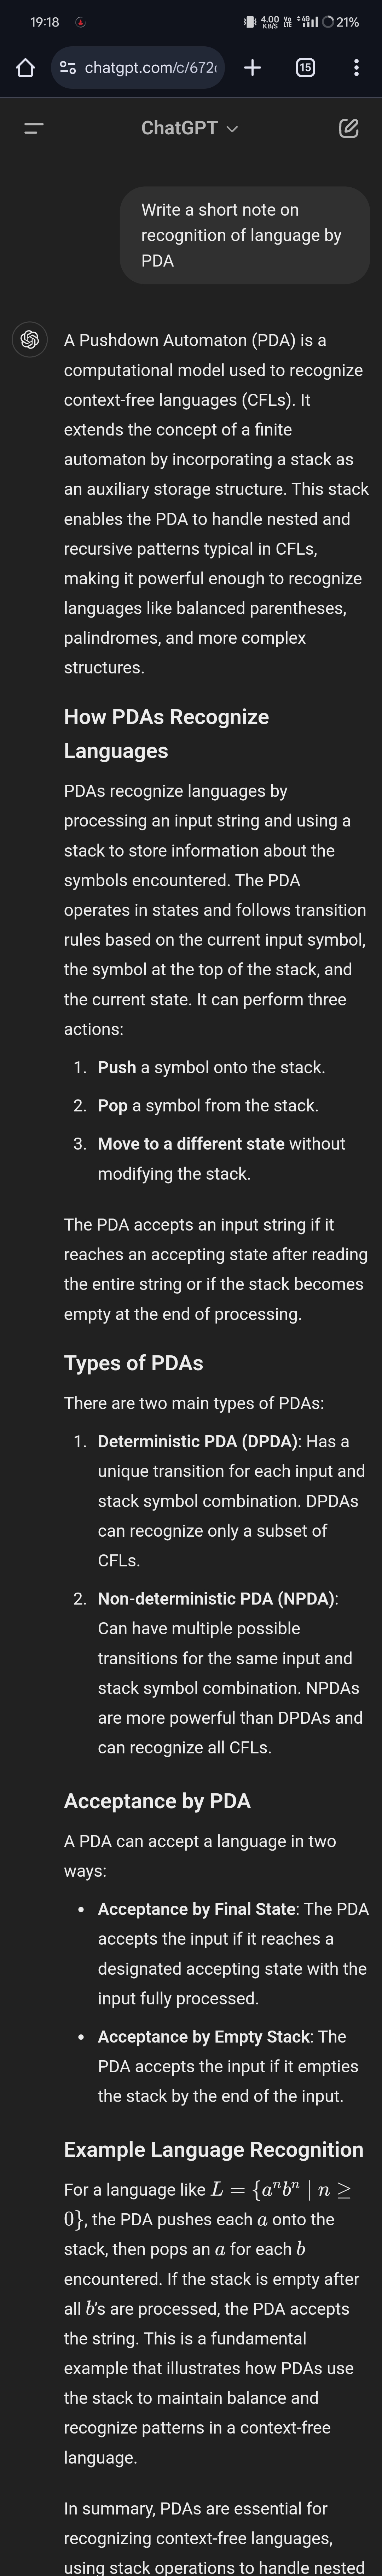 19:18
4.00 KB/S
Vo LTE
4G
21%
chatgpt.com/c/672
15
ChatGPT
Write a short note on
recognition of language by
PDA
A Pushdown Automaton (PDA) is a
computational model used to recognize
context-free languages (CFLs). It
extends the concept of a finite
automaton by incorporating a stack as
an auxiliary storage structure. This stack
enables the PDA to handle nested and
recursive patterns typical in CFLs,
making it powerful enough to recognize
languages like balanced parentheses,
palindromes, and more complex
structures.
How PDAs Recognize
Languages
PDAs recognize languages by
processing an input string and using a
stack to store information about the
symbols encountered. The PDA
operates in states and follows transition
rules based on the current input symbol,
the symbol at the top of the stack, and
the current state. It can perform three
actions:
1. Push a symbol onto the stack.
2. Pop a symbol from the stack.
3. Move to a different state without
modifying the stack.
The PDA accepts an input string if it
reaches an accepting state after reading
the entire string or if the stack becomes
empty at the end of processing.
Types of PDAs
There are two main types of PDAs:
1. Deterministic PDA (DPDA): Has a
unique transition for each input and
stack symbol combination. DPDAs
can recognize only a subset of
CFLs.
2. Non-deterministic PDA (NPDA):
Can have multiple possible
transitions for the same input and
stack symbol combination. NPDAs
are more powerful than DPDAs and
can recognize all CFLs.
Acceptance by PDA
A PDA can accept a language in two
ways:
• Acceptance by Final State: The PDA
accepts the input if it reaches a
designated accepting state with the
input fully processed.
• Acceptance by Empty Stack: The
PDA accepts the input if it empties
the stack by the end of the input.
Example Language Recognition
For a language like L = {aⁿbⁿ | n ≥
0}, the PDA pushes each a onto the
stack, then pops an a for each b
encountered. If the stack is empty after
all b's are processed, the PDA accepts
the string. This is a fundamental
example that illustrates how PDAs use
the stack to maintain balance and
recognize patterns in a context-free
language.
In summary, PDAs are essential for
recognizing context-free languages,
using stack operations to handle nested